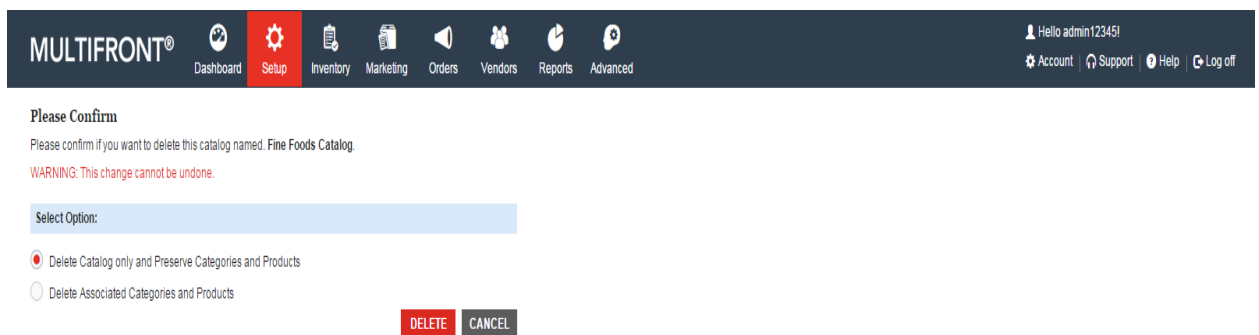 MULTIFRONT®
Dashboard
Setup
Inventory
Marketing
Orders
Vendors
Reports
Advanced
Hello admin12345!
Account | Support | Help | Log off
Please Confirm
Please confirm if you want to delete this catalog named. Fine Foods Catalog.
WARNING: This change cannot be undone.
Select Option:
Delete Catalog only and Preserve Categories and Products
Delete Associated Categories and Products
DELETE CANCEL